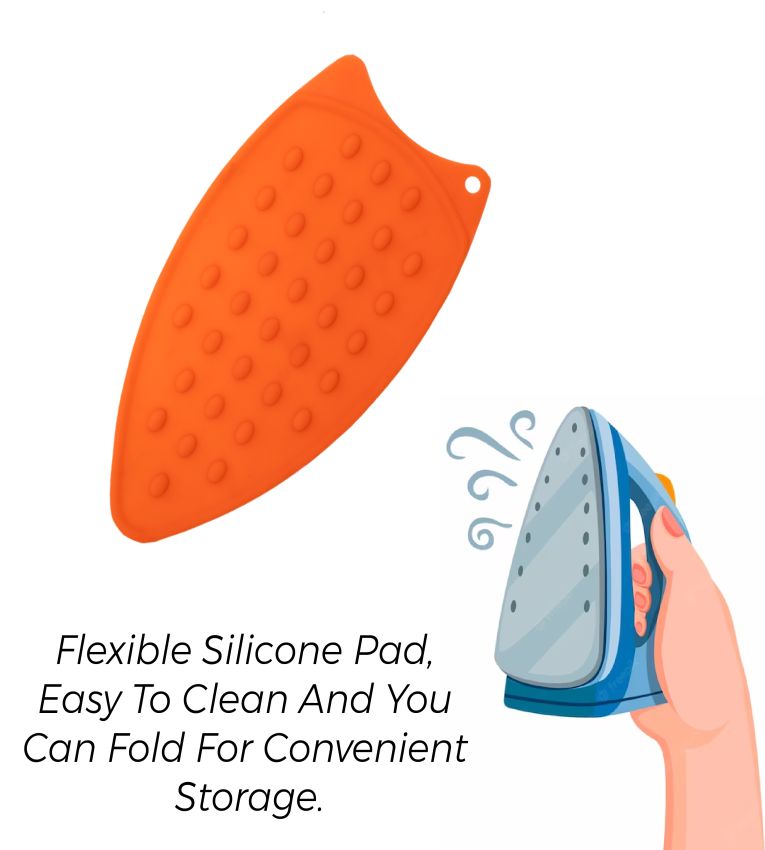 Flexible Silicone Pad,
Easy To Clean And You
Can Fold For Convenient
Storage.